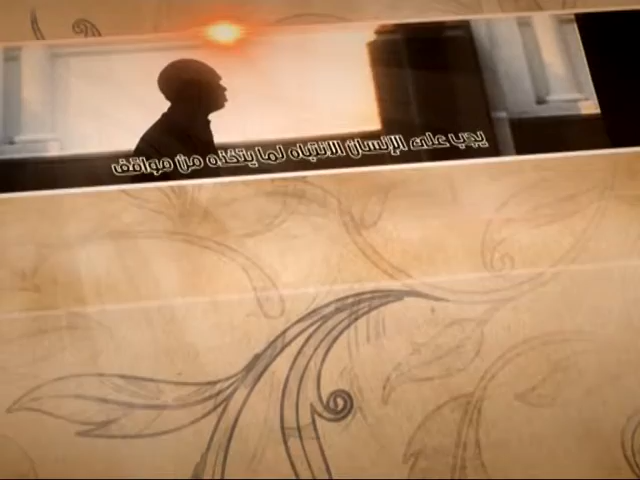 يجب على الإنسان الانتباه لما يتخذه من مواقف